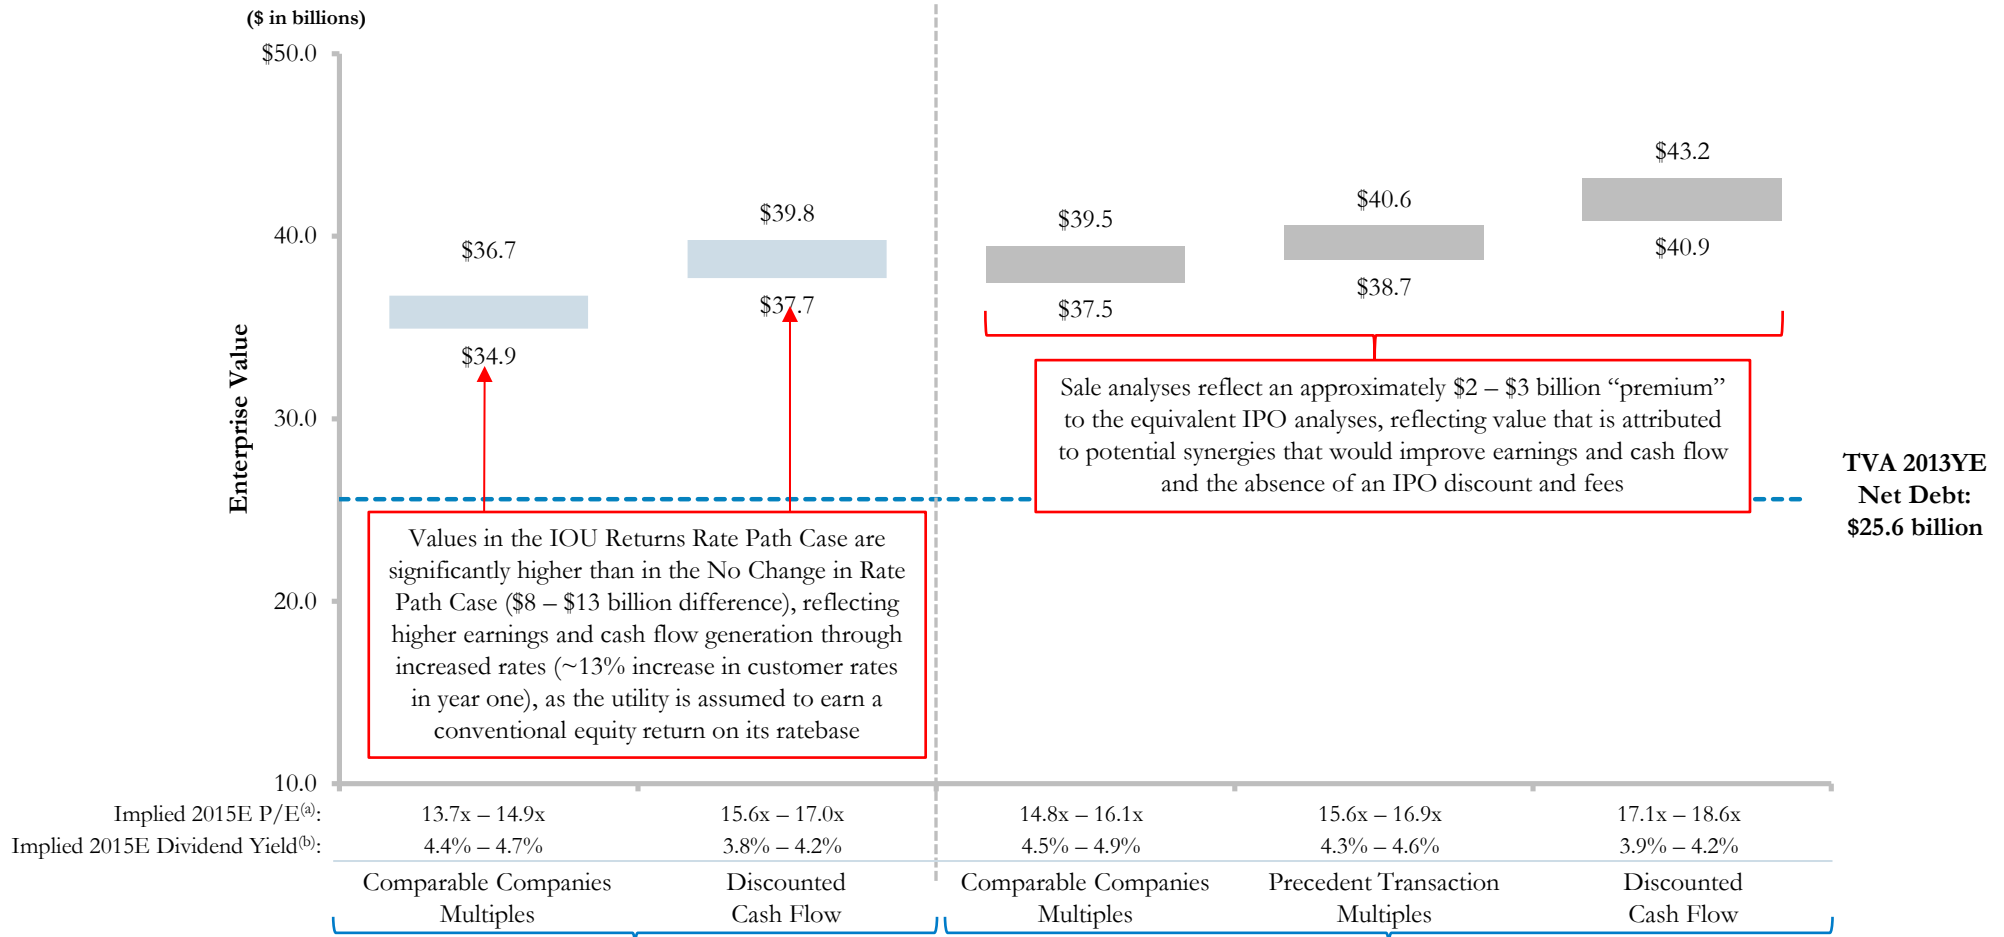 ($ in billions)
$50.0
40.0
30.0
20.0
10.0
Enterprise Value
$36.7
$34.9
$39.8
$37.7
$39.5
$37.5
$40.6
$38.7
$43.2
$40.9
Sale analyses reflect an approximately $2 – $3 billion “premium”
to the equivalent IPO analyses, reflecting value that is attributed
to potential synergies that would improve earnings and cash flow
and the absence of an IPO discount and fees
TVA 2013YE
Net Debt:
$25.6 billion
Values in the IOU Returns Rate Path Case are
significantly higher than in the No Change in Rate
Path Case ($8 – $13 billion difference), reflecting
higher earnings and cash flow generation through
increased rates (~13% increase in customer rates
in year one), as the utility is assumed to earn a
conventional equity return on its ratebase
Implied 2015E P/E(a): 13.7x – 14.9x 15.6x – 17.0x 14.8x – 16.1x 15.6x – 16.9x 17.1x – 18.6x
Implied 2015E Dividend Yield(b): 4.4% – 4.7% 3.8% – 4.2% 4.5% – 4.9% 4.3% – 4.6% 3.9% – 4.2%
Comparable Companies
Multiples
Discounted
Cash Flow
Comparable Companies
Multiples
Precedent Transaction
Multiples
Discounted
Cash Flow